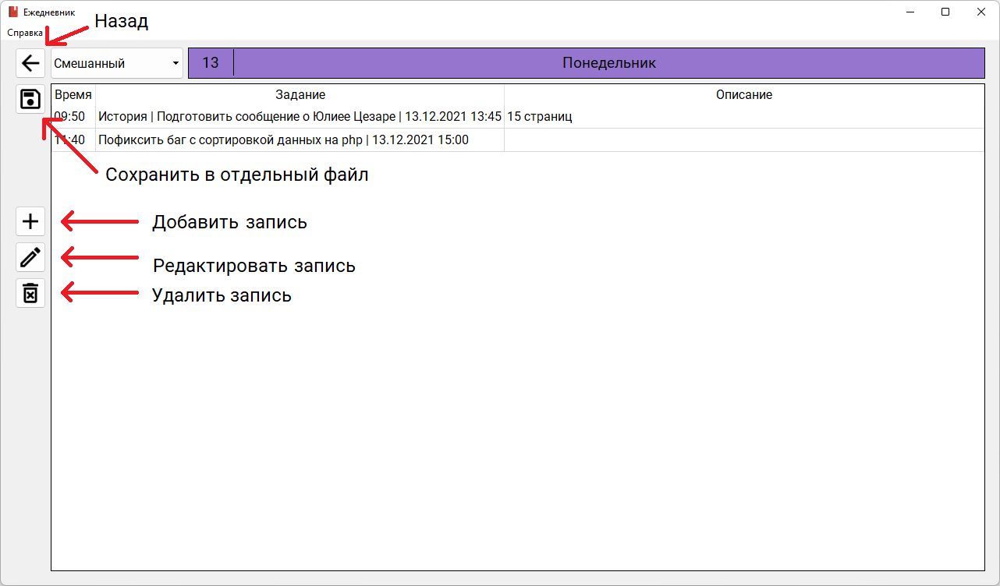 Ежедневник
Назад
Справка
Смешанный
13
Понедельник
Время Задание Описание
09:50 История | Подготовить сообщение о Юлиее Цезаре | 13.12.2021 13:45 15 страниц
11:40 Пофиксить баг с сортировкой данных на php | 13.12.2021 15:00
Сохранить в отдельный файл
Добавить запись
Редактировать запись
Удалить запись